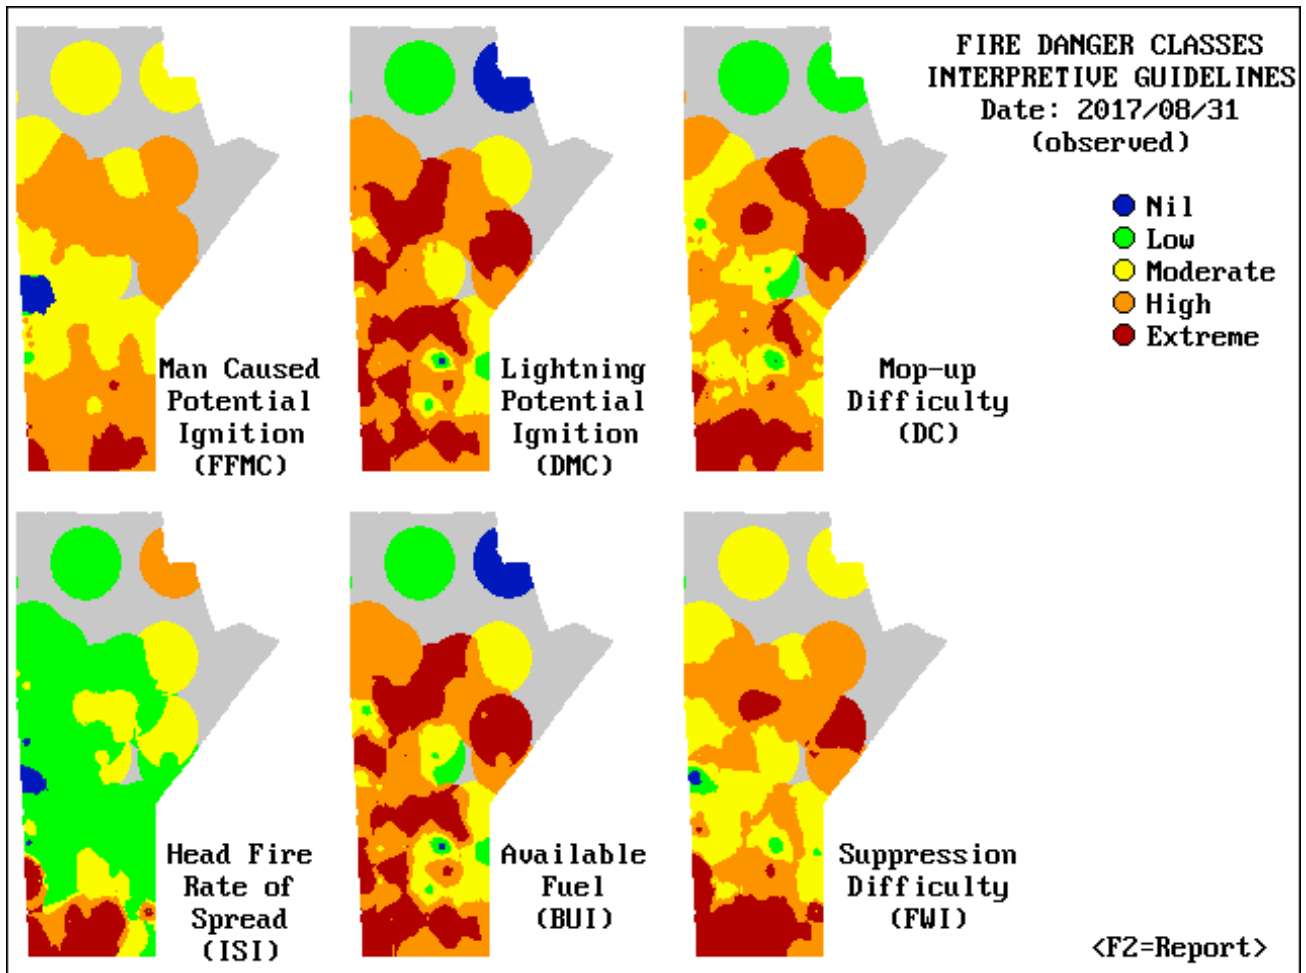 FIRE DANGER CLASSES
INTERPRETIVE GUIDELINES
Date: 2017/08/31
(observed)
Nil
Low
Moderate
High
Extreme
Man Caused
Potential
Ignition
(FFMC)
Lightning
Potential
Ignition
(DMC)
Mop-up
Difficulty
(DC)
Head Fire
Rate of
Spread
(ISI)
Available
Fuel
(BUI)
Suppression
Difficulty
(FWI)
<F2=Report>